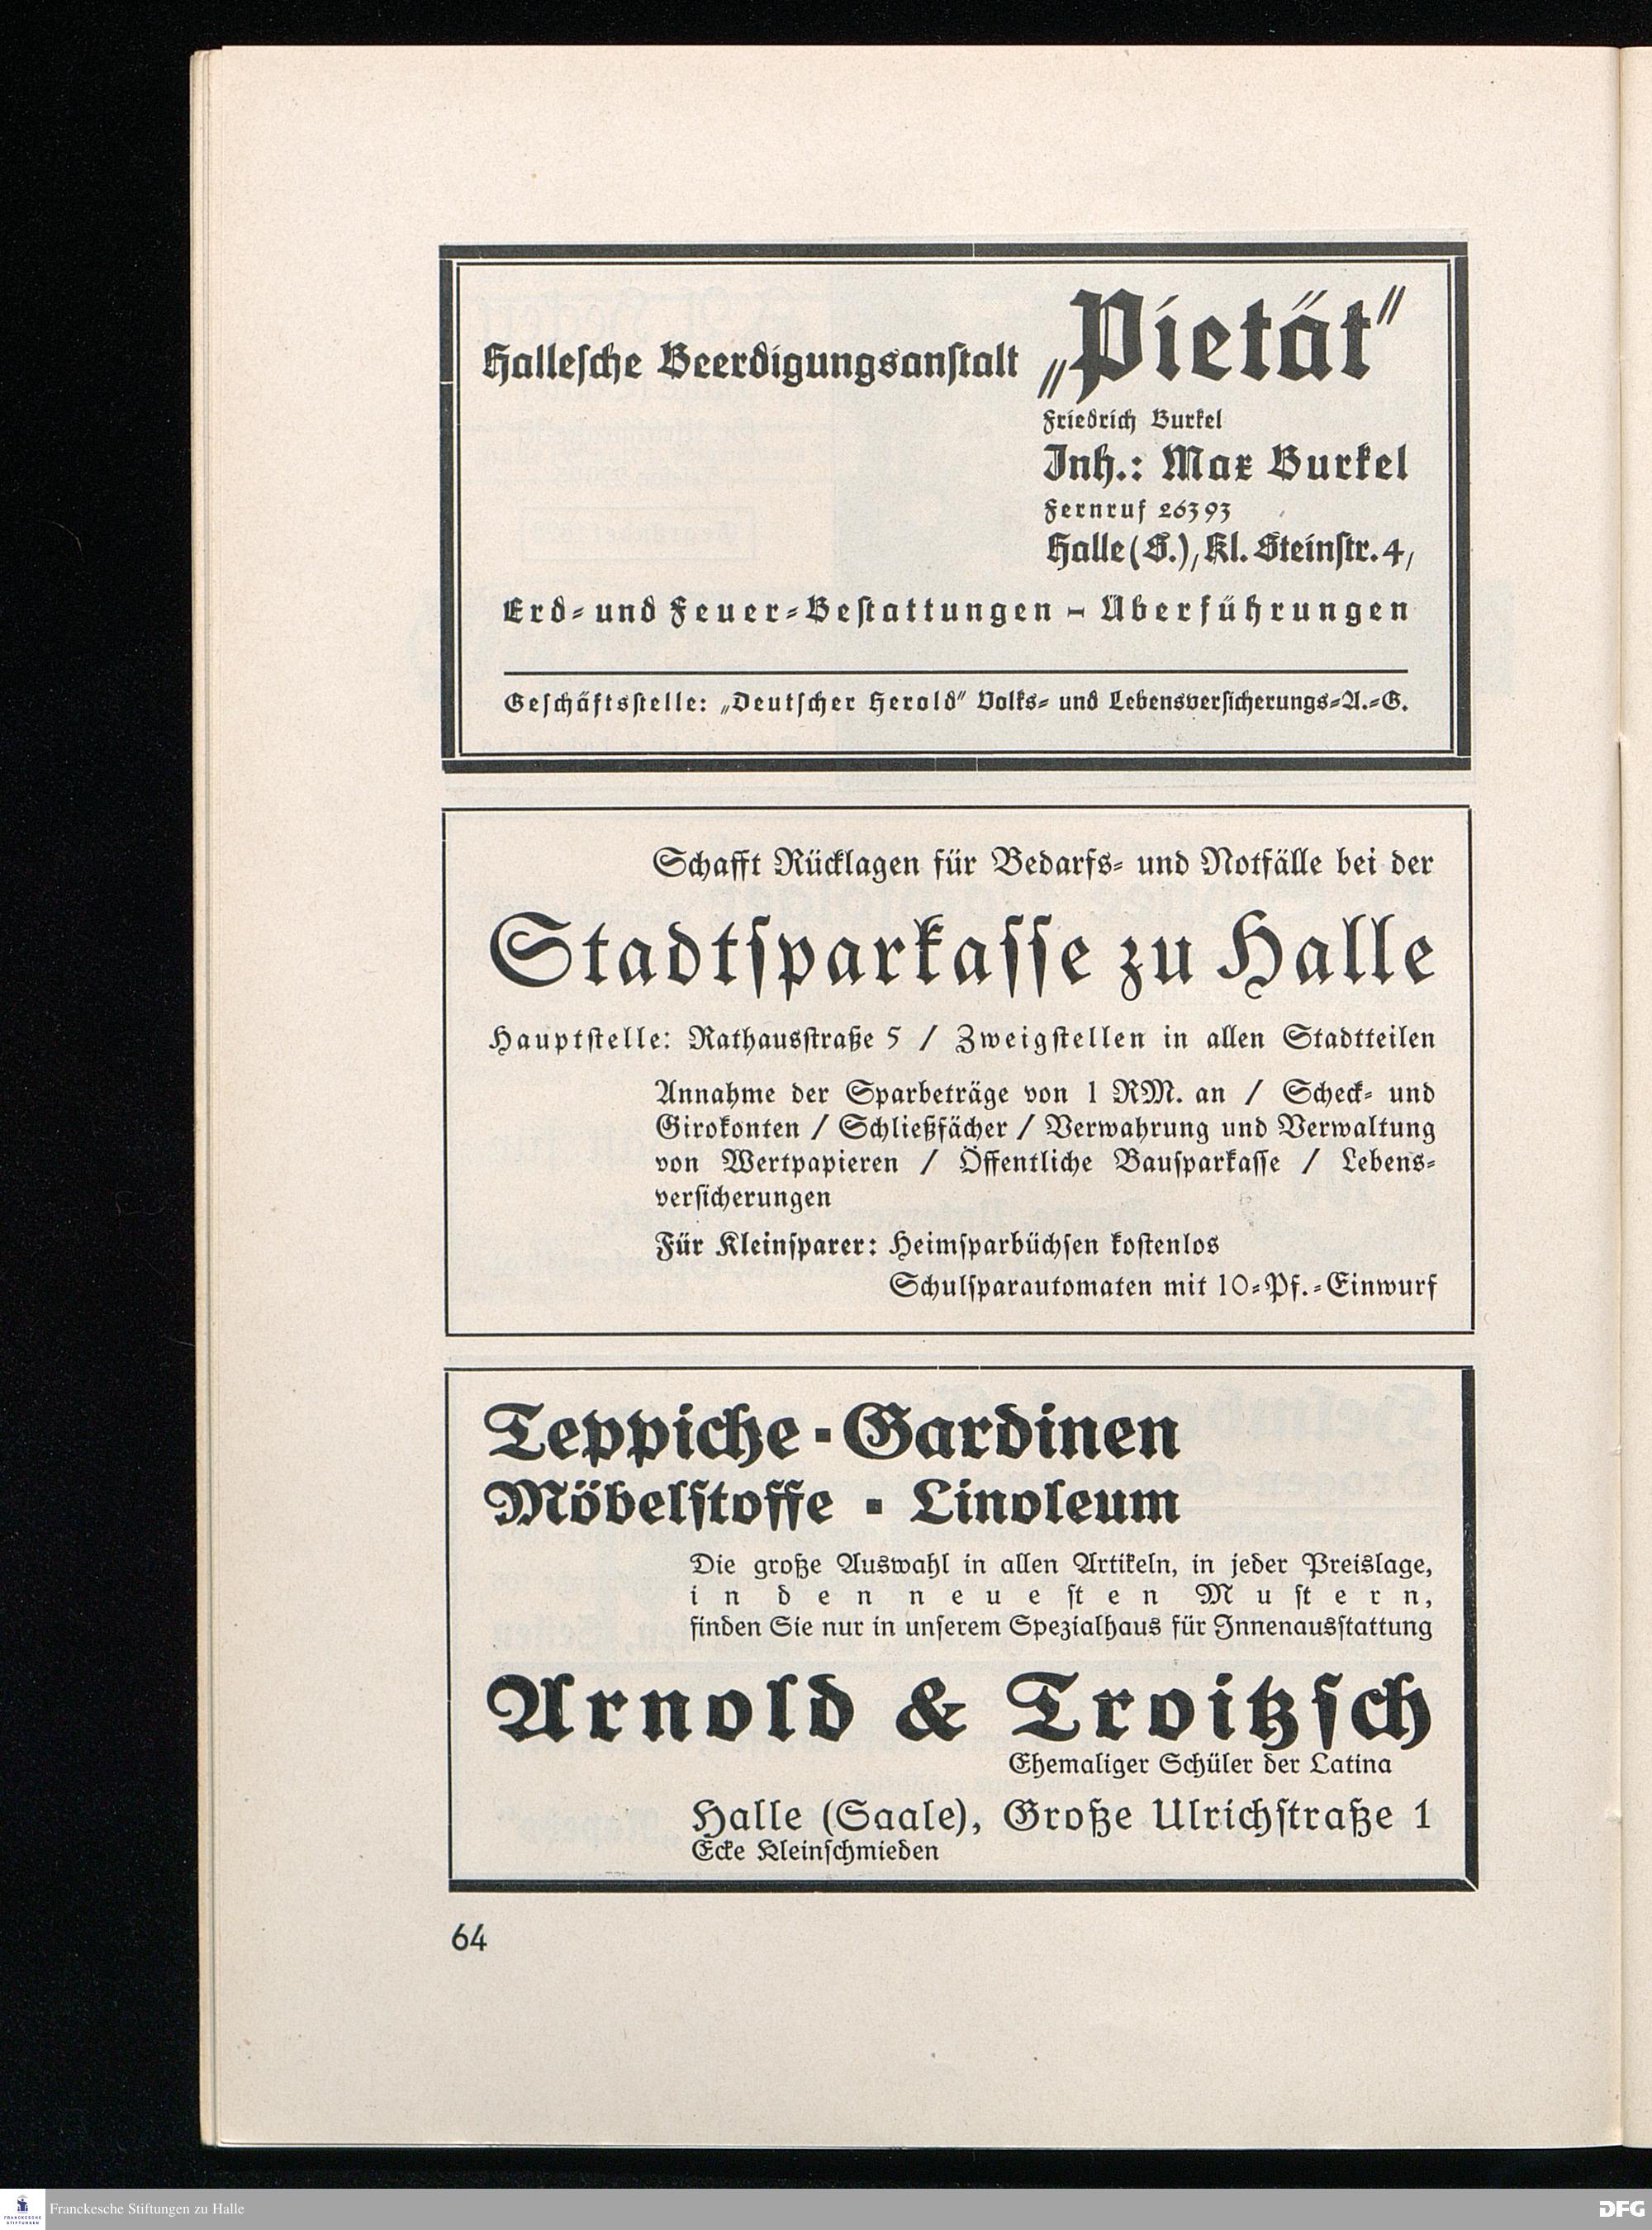 Hallesche Beerdigungsanstalt „Pietät“
Friedrich Burkel
Inh.: Max Burkel
Fernruf 26393
Halle (S.), Kl. Steinstr. 4,
Erd- und Feuer-Bestattungen – Überführungen
Geschäftsstelle: „Deutscher Herold“ Volks- und Lebensversicherungs-A.-G.
Schafft Rücklagen für Bedarfs- und Notfälle bei der
Stadtsparkasse zu Halle
Hauptstelle: Rathausstraße 5 / Zweigstellen in allen Stadtteilen
Annahme der Sparbeträge von 1 RM. an / Scheck- und
Girokonten / Schließfächer / Verwahrung und Verwaltung
von Wertpapieren / Öffentliche Bausparkasse / Lebens-
versicherungen
Für Kleinsparer: Heimsparbüchsen kostenlos
Schulsparautomaten mit 10-Pf.-Einwurf
Teppiche - Gardinen
Möbelstoffe - Linoleum
Die große Auswahl in allen Artikeln, in jeder Preislage,
in den neuesten Mustern,
finden Sie nur in unserem Spezialhaus für Innenausstattung
Arnold & Troitzsch
Ehemaliger Schüler der Latina
Halle (Saale), Große Ulrichstraße 1
Ecke Kleinschmieden
64
FRANCKESCHE STIFTUNGEN
Franckesche Stiftungen zu Halle
DFG